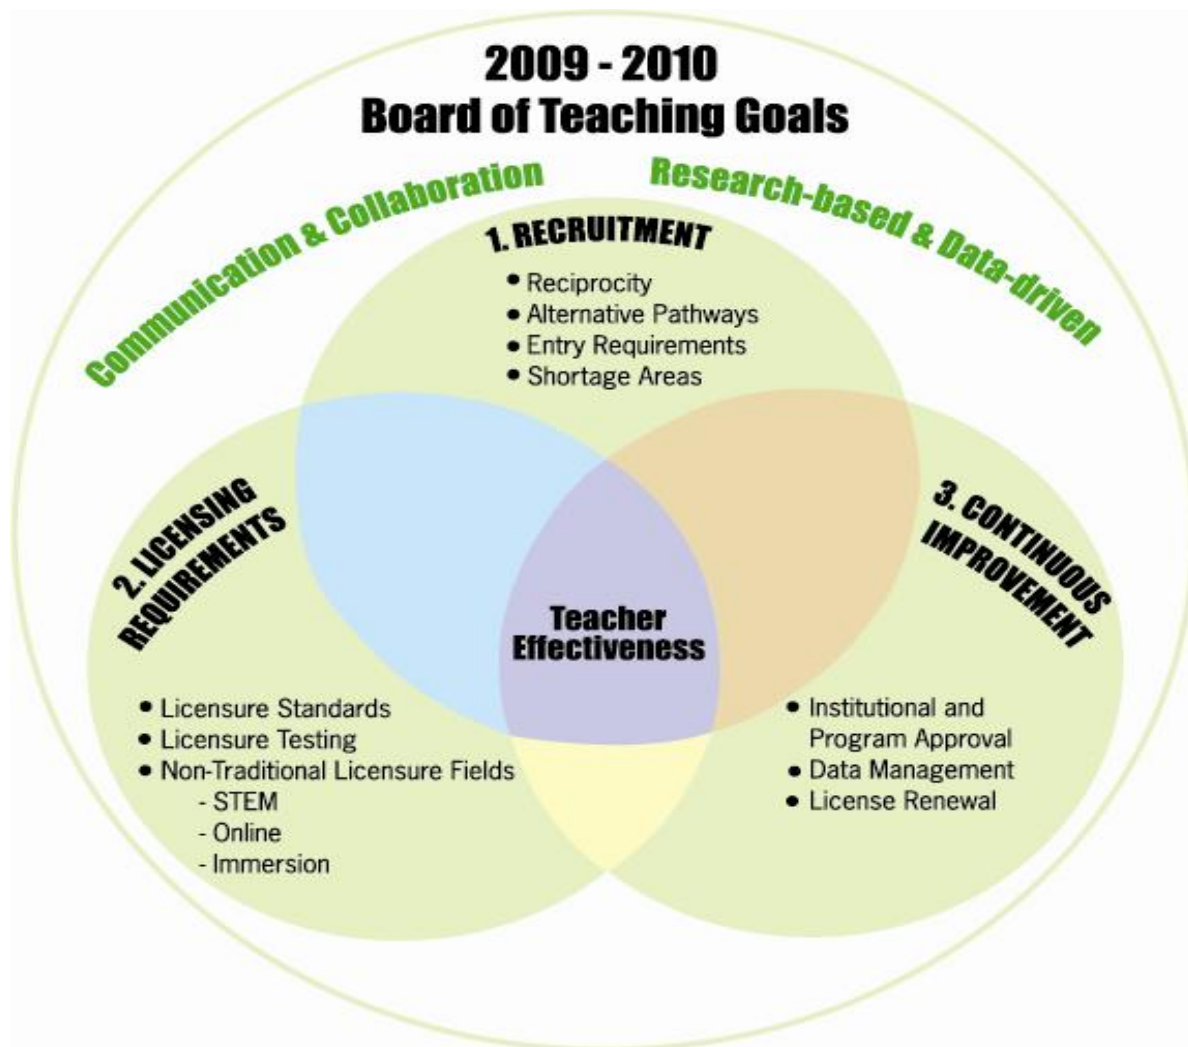 2009 - 2010
Board of Teaching Goals
Communication & Collaboration
Research-based & Data-driven
1. RECRUITMENT
• Reciprocity
• Alternative Pathways
• Entry Requirements
• Shortage Areas
2. LICENSING
REQUIREMENTS
• Licensure Standards
• Licensure Testing
• Non-Traditional Licensure Fields
- STEM
- Online
- Immersion
Teacher
Effectiveness
3. CONTINUOUS
IMPROVEMENT
• Institutional and
Program Approval
• Data Management
• License Renewal